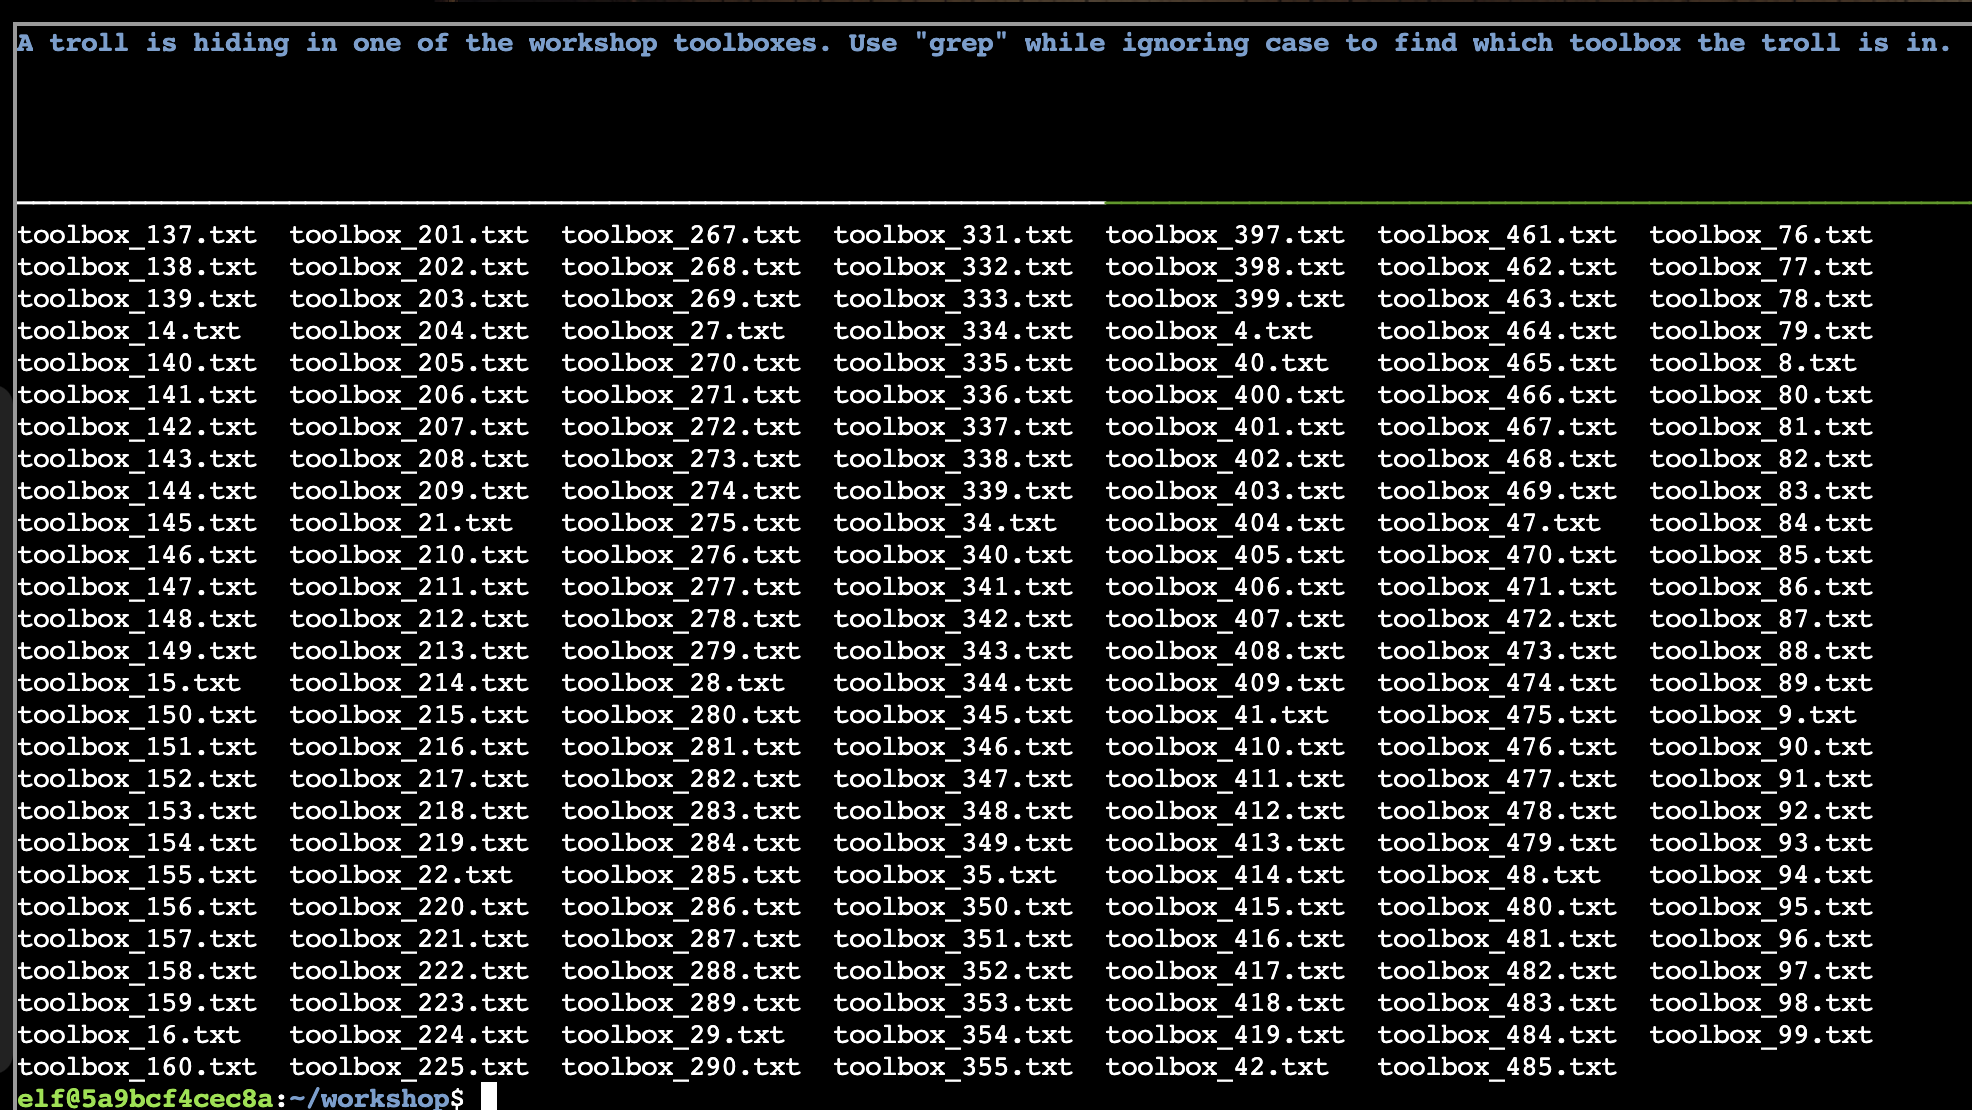 A troll is hiding in one of the workshop toolboxes. Use "grep" while ignoring case to find which toolbox the troll is in.
toolbox_137.txt  toolbox_201.txt  toolbox_267.txt  toolbox_331.txt  toolbox_397.txt  toolbox_461.txt  toolbox_76.txt
toolbox_138.txt  toolbox_202.txt  toolbox_268.txt  toolbox_332.txt  toolbox_398.txt  toolbox_462.txt  toolbox_77.txt
toolbox_139.txt  toolbox_203.txt  toolbox_269.txt  toolbox_333.txt  toolbox_399.txt  toolbox_463.txt  toolbox_78.txt
toolbox_14.txt   toolbox_204.txt  toolbox_27.txt   toolbox_334.txt  toolbox_4.txt    toolbox_464.txt  toolbox_79.txt
toolbox_140.txt  toolbox_205.txt  toolbox_270.txt  toolbox_335.txt  toolbox_40.txt   toolbox_465.txt  toolbox_8.txt
toolbox_141.txt  toolbox_206.txt  toolbox_271.txt  toolbox_336.txt  toolbox_400.txt  toolbox_466.txt  toolbox_80.txt
toolbox_142.txt  toolbox_207.txt  toolbox_272.txt  toolbox_337.txt  toolbox_401.txt  toolbox_467.txt  toolbox_81.txt
toolbox_143.txt  toolbox_208.txt  toolbox_273.txt  toolbox_338.txt  toolbox_402.txt  toolbox_468.txt  toolbox_82.txt
toolbox_144.txt  toolbox_209.txt  toolbox_274.txt  toolbox_339.txt  toolbox_403.txt  toolbox_469.txt  toolbox_83.txt
toolbox_145.txt  toolbox_21.txt   toolbox_275.txt  toolbox_34.txt   toolbox_404.txt  toolbox_47.txt   toolbox_84.txt
toolbox_146.txt  toolbox_210.txt  toolbox_276.txt  toolbox_340.txt  toolbox_405.txt  toolbox_470.txt  toolbox_85.txt
toolbox_147.txt  toolbox_211.txt  toolbox_277.txt  toolbox_341.txt  toolbox_406.txt  toolbox_471.txt  toolbox_86.txt
toolbox_148.txt  toolbox_212.txt  toolbox_278.txt  toolbox_342.txt  toolbox_407.txt  toolbox_472.txt  toolbox_87.txt
toolbox_149.txt  toolbox_213.txt  toolbox_279.txt  toolbox_343.txt  toolbox_408.txt  toolbox_473.txt  toolbox_88.txt
toolbox_15.txt   toolbox_214.txt  toolbox_28.txt   toolbox_344.txt  toolbox_409.txt  toolbox_474.txt  toolbox_89.txt
toolbox_150.txt  toolbox_215.txt  toolbox_280.txt  toolbox_345.txt  toolbox_41.txt   toolbox_475.txt  toolbox_9.txt
toolbox_151.txt  toolbox_216.txt  toolbox_281.txt  toolbox_346.txt  toolbox_410.txt  toolbox_476.txt  toolbox_90.txt
toolbox_152.txt  toolbox_217.txt  toolbox_282.txt  toolbox_347.txt  toolbox_411.txt  toolbox_477.txt  toolbox_91.txt
toolbox_153.txt  toolbox_218.txt  toolbox_283.txt  toolbox_348.txt  toolbox_412.txt  toolbox_478.txt  toolbox_92.txt
toolbox_154.txt  toolbox_219.txt  toolbox_284.txt  toolbox_349.txt  toolbox_413.txt  toolbox_479.txt  toolbox_93.txt
toolbox_155.txt  toolbox_22.txt   toolbox_285.txt  toolbox_35.txt   toolbox_414.txt  toolbox_48.txt   toolbox_94.txt
toolbox_156.txt  toolbox_220.txt  toolbox_286.txt  toolbox_350.txt  toolbox_415.txt  toolbox_480.txt  toolbox_95.txt
toolbox_157.txt  toolbox_221.txt  toolbox_287.txt  toolbox_351.txt  toolbox_416.txt  toolbox_481.txt  toolbox_96.txt
toolbox_158.txt  toolbox_222.txt  toolbox_288.txt  toolbox_352.txt  toolbox_417.txt  toolbox_482.txt  toolbox_97.txt
toolbox_159.txt  toolbox_223.txt  toolbox_289.txt  toolbox_353.txt  toolbox_418.txt  toolbox_483.txt  toolbox_98.txt
toolbox_16.txt   toolbox_224.txt  toolbox_29.txt   toolbox_354.txt  toolbox_419.txt  toolbox_484.txt  toolbox_99.txt
toolbox_160.txt  toolbox_225.txt  toolbox_290.txt  toolbox_355.txt  toolbox_42.txt   toolbox_485.txt
elf@5a9bcf4cec8a:~/workshop$